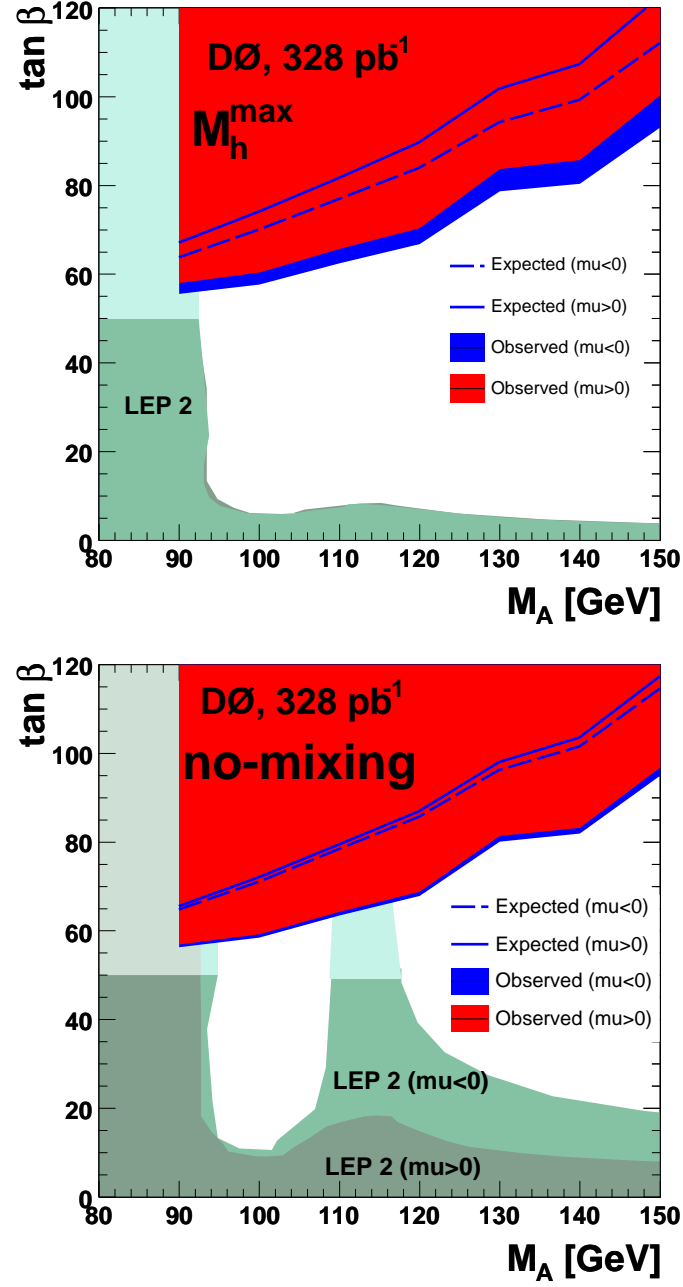 tan β
120
100
80
60
40
20
0
DØ, 328 pb-1
M_h^max
Expected (mu<0)
Expected (mu>0)
Observed (mu<0)
Observed (mu>0)
LEP 2
80 90 100 110 120 130 140 150
M_A [GeV]
tan β
120
100
80
60
40
20
0
DØ, 328 pb-1
no-mixing
Expected (mu<0)
Expected (mu>0)
Observed (mu<0)
Observed (mu>0)
LEP 2 (mu<0)
LEP 2 (mu>0)
80 90 100 110 120 130 140 150
M_A [GeV]